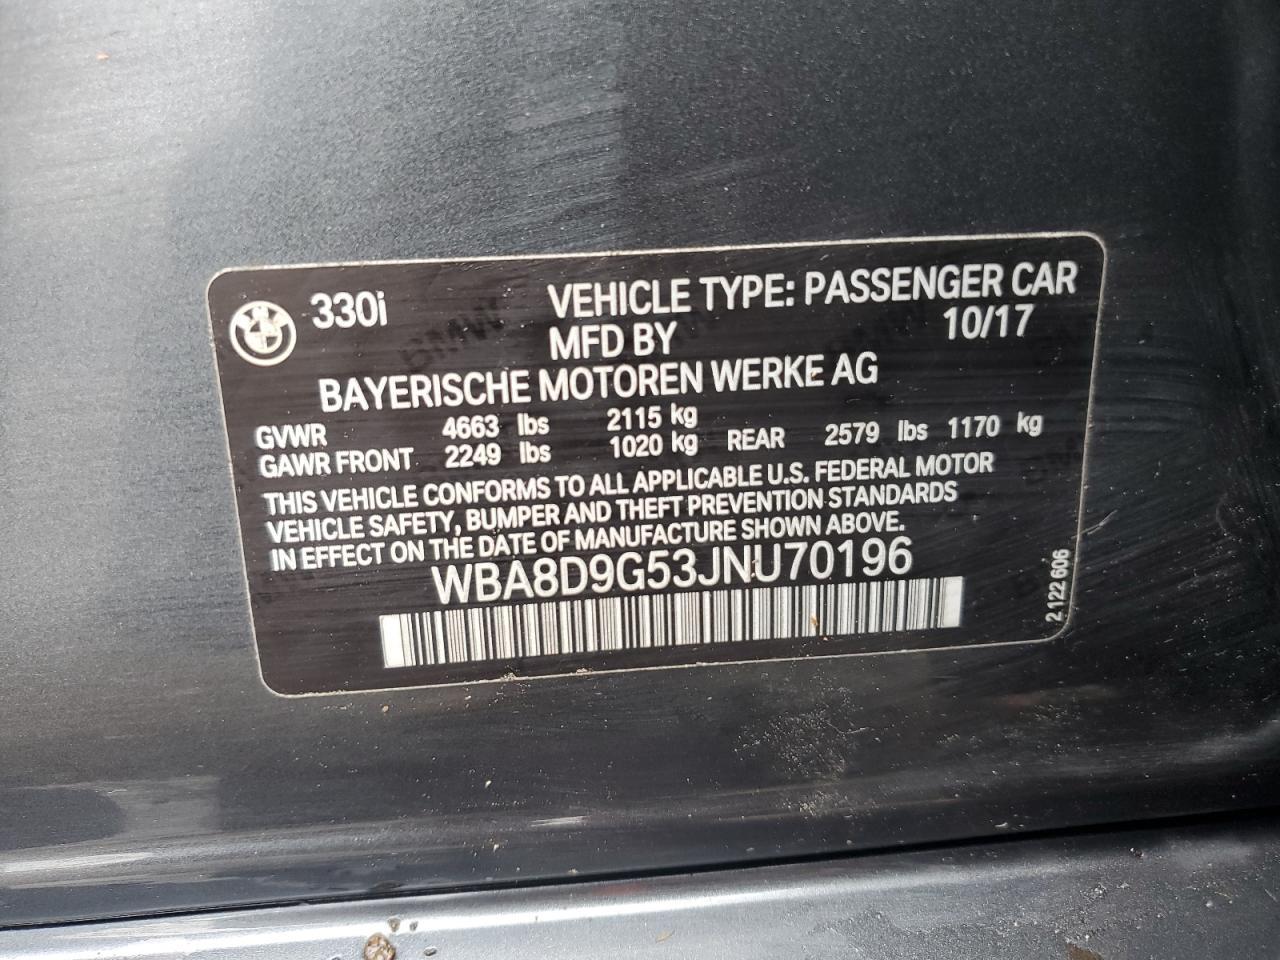 330i VEHICLE TYPE: PASSENGER CAR
MFD BY 10/17
BAYERISCHE MOTOREN WERKE AG
GVWR 4663 lbs 2115 kg
GAWR FRONT 2249 lbs 1020 kg REAR 2579 lbs 1170 kg
THIS VEHICLE CONFORMS TO ALL APPLICABLE U.S. FEDERAL MOTOR
VEHICLE SAFETY, BUMPER AND THEFT PREVENTION STANDARDS
IN EFFECT ON THE DATE OF MANUFACTURE SHOWN ABOVE.
WBA8D9G53JNU70196
2 122 606